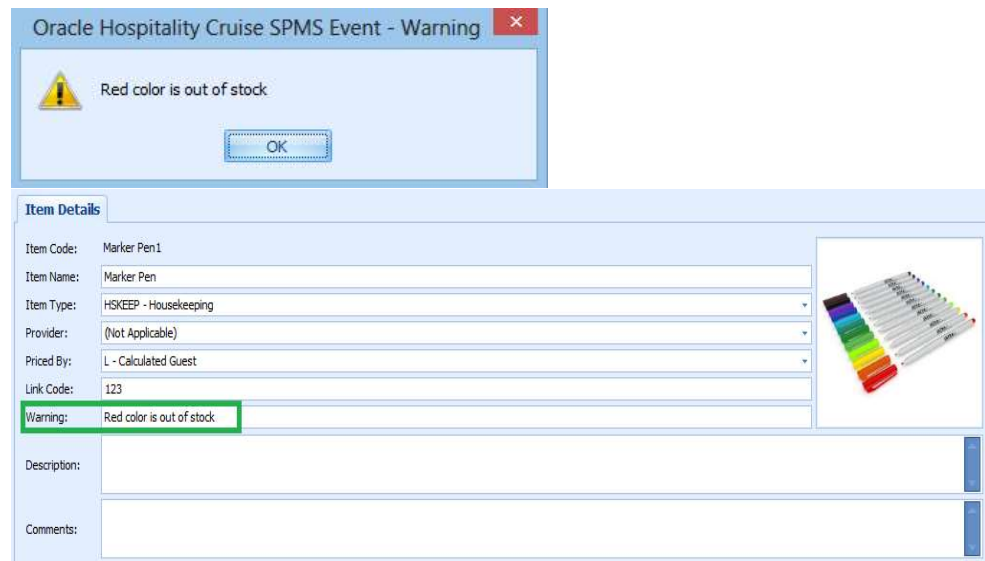 Oracle Hospitality Cruise SPMS Event - Warning
Red color is out of stock
OK
Item Details
Item Code: Marker Pen1
Item Name: Marker Pen
Item Type: HSKEEP - Housekeeping
Provider: (Not Applicable)
Priced By: L - Calculated Guest
Link Code: 123
Warning: Red color is out of stock
Description:
Comments: